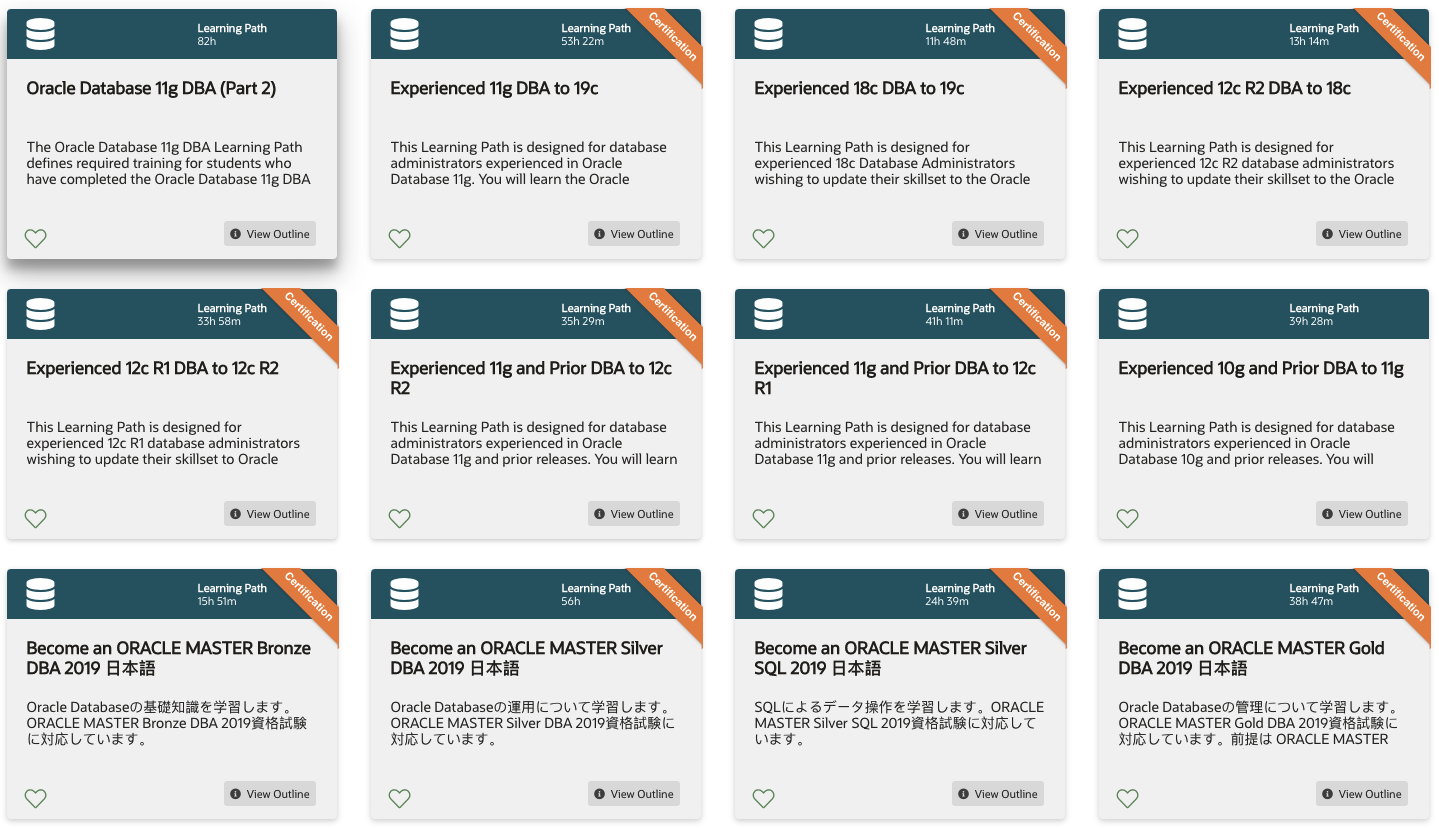 Learning Path
82h
Oracle Database 11g DBA (Part 2)
The Oracle Database 11g DBA Learning Path
defines required training for students who
have completed the Oracle Database 11g DBA
View Outline
Learning Path
53h 22m
Certification
Experienced 11g DBA to 19c
This Learning Path is designed for database
administrators experienced in Oracle
Database 11g. You will learn the Oracle
View Outline
Learning Path
11h 48m
Certification
Experienced 18c DBA to 19c
This Learning Path is designed for
experienced 18c Database Administrators
wishing to update their skillset to the Oracle
View Outline
Learning Path
13h 14m
Certification
Experienced 12c R2 DBA to 18c
This Learning Path is designed for
experienced 12c R2 database administrators
wishing to update their skillset to the Oracle
View Outline
Learning Path
33h 58m
Certification
Experienced 12c R1 DBA to 12c R2
This Learning Path is designed for
experienced 12c R1 database administrators
wishing to update their skillset to Oracle
View Outline
Learning Path
35h 29m
Certification
Experienced 11g and Prior DBA to 12c
R2
This Learning Path is designed for database
administrators experienced in Oracle
Database 11g and prior releases. You will learn
View Outline
Learning Path
41h 11m
Certification
Experienced 11g and Prior DBA to 12c
R1
This Learning Path is designed for database
administrators experienced in Oracle
Database 11g and prior releases. You will learn
View Outline
Learning Path
39h 28m
Experienced 10g and Prior DBA to 11g
This Learning Path is designed for database
administrators experienced in Oracle
Database 10g and prior releases. You will
View Outline
Learning Path
15h 51m
Certification
Become an ORACLE MASTER Bronze
DBA 2019 日本語
Oracle Databaseの基礎知識を学習します。
ORACLE MASTER Bronze DBA 2019資格試験
に対応しています。
View Outline
Learning Path
56h
Certification
Become an ORACLE MASTER Silver
DBA 2019 日本語
Oracle Databaseの運用について学習します。
ORACLE MASTER Silver DBA 2019資格試験に
対応しています。
View Outline
Learning Path
24h 39m
Certification
Become an ORACLE MASTER Silver
SQL 2019 日本語
SQLによるデータ操作を学習します。ORACLE
MASTER Silver SQL 2019資格試験に対応して
います。
View Outline
Learning Path
38h 47m
Certification
Become an ORACLE MASTER Gold
DBA 2019 日本語
Oracle Databaseの管理について学習します。
ORACLE MASTER Gold DBA 2019資格試験に
対応しています。前提は ORACLE MASTER
View Outline